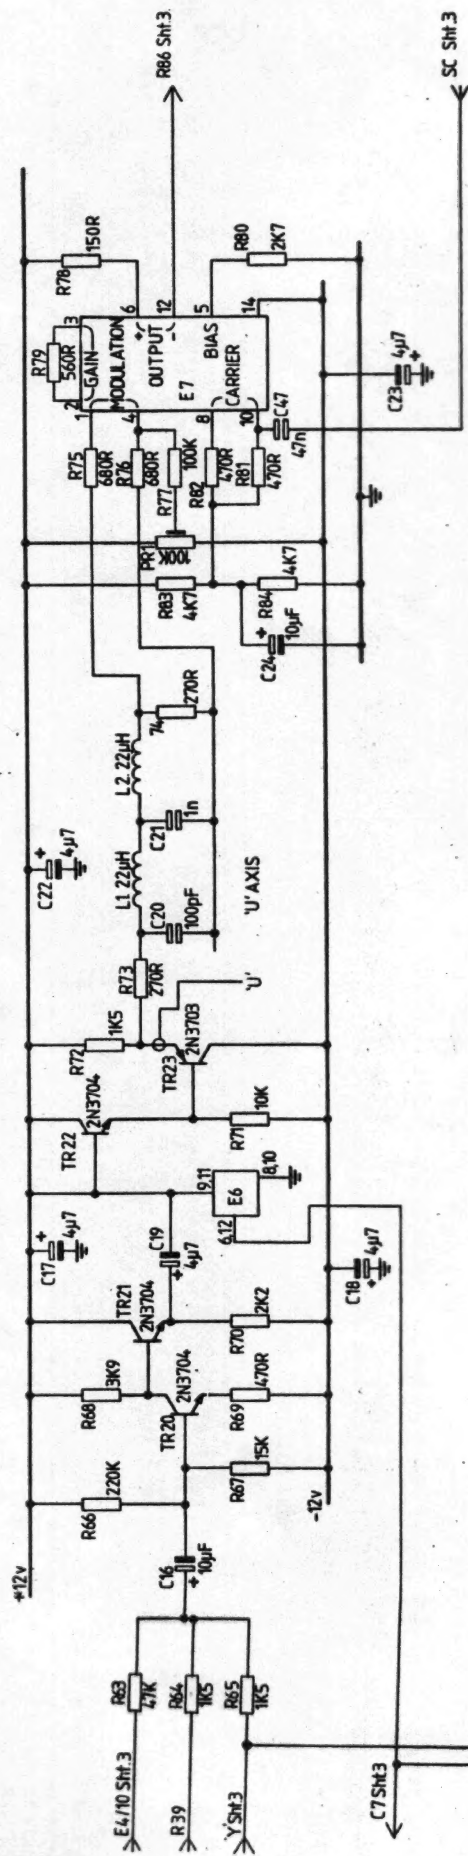 +12v
E4/10 Sht.3
R63
47K
R39
R64
1K5
'Y' Sht.3
R65
1K5
C7 Sht3
C16
+
10µF
R66
220K
R67
15K
R68
3K9
TR20
2N3704
R69
470R
TR21
2N3704
R70
2K2
-12v
C17
+
4µ7
C18
+
4µ7
C19
+
4µ7
9,11
6,12
E6
8,10
TR22
2N3704
R71
10K
TR23
2N3703
R72
1K5
'U'
R73
270R
C20
100pF
L1 22µH
C21
1n
L2. 22µH
74
270R
'U' AXIS
C22
+
4µ7
R75
680R
R76
680R
R77
100K
PR1
100K
R83
4K7
R82
470R
R81
470R
R84
4K7
C24
+
10µF
C47
47n
R79
560R
2
3
GAIN
1
4
MODULATION
6
12
+
OUTPUT
-
5
BIAS
E7
8
10
CARRIER
14
R78
150R
R80
2K7
C23
4µ7
+
R86 Sht.3
SC Sht.3